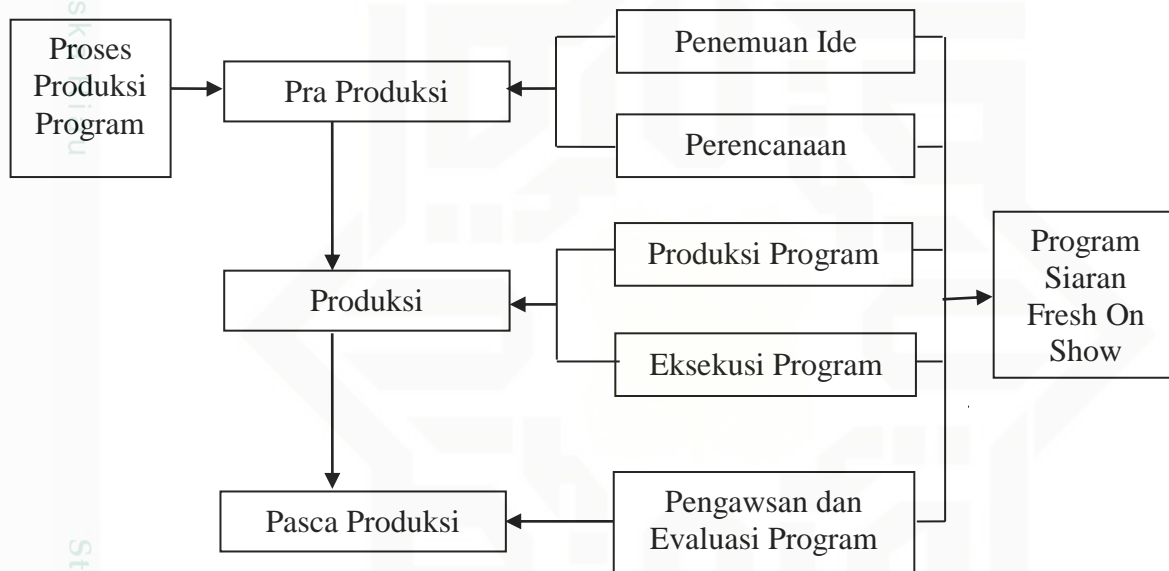 Proses
Produksi
Program
Pra Produksi
Penemuan Ide
Perencanaan
Produksi
Produksi Program
Eksekusi Program
Pasca Produksi
Pengawsan dan
Evaluasi Program
Program
Siaran
Fresh On
Show